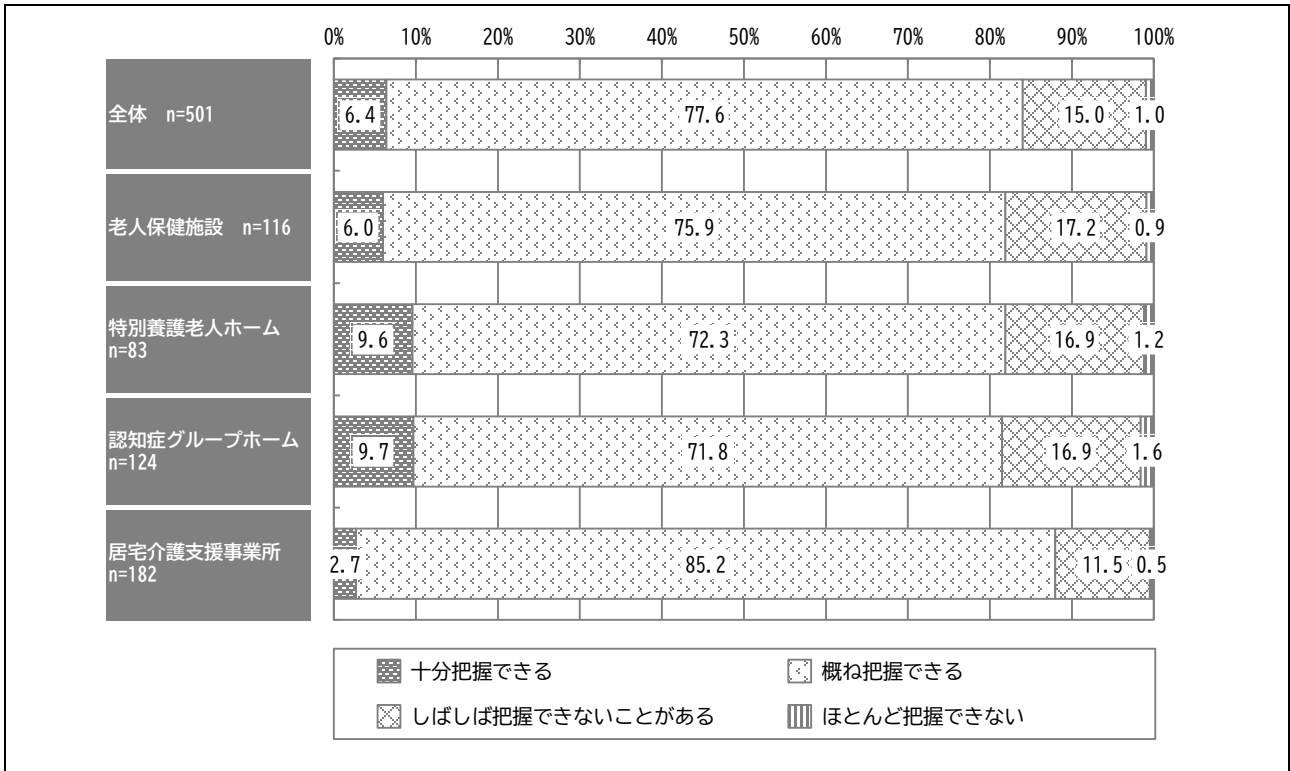 0% 10% 20% 30% 40% 50% 60% 70% 80% 90% 100%
全体　n=501
6.4 77.6 15.0 1.0
老人保健施設　n=116
6.0 75.9 17.2 0.9
特別養護老人ホーム
n=83
9.6 72.3 16.9 1.2
認知症グループホーム
n=124
9.7 71.8 16.9 1.6
居宅介護支援事業所
n=182
2.7 85.2 11.5 0.5
十分把握できる 概ね把握できる
しばしば把握できないことがある ほとんど把握できない